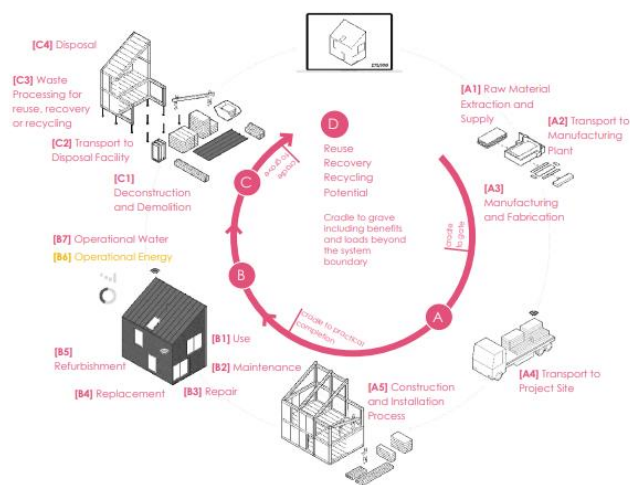 [C4] Disposal
[C3] Waste
Processing for
reuse, recovery
or recycling
[C2] Transport to
Disposal Facility
[C1]
Deconstruction
and Demolition
[B7] Operational Water
[B6] Operational Energy
[B5]
Refurbishment
[B1] Use
[B2] Maintenance
[B3] Repair
[B4] Replacement
[A1] Raw Material
Extraction and
Supply
[A2] Transport to
Manufacturing
Plant
[A3]
Manufacturing
and Fabrication
[A4] Transport to
Project Site
[A5] Construction
and Installation
Process
D
Reuse
Recovery
Recycling
Potential
Cradle to grave
including benefits
and loads beyond
the system
boundary
cradle
to gate
A
cradle to practical
completion
B
C
cradle
to grave